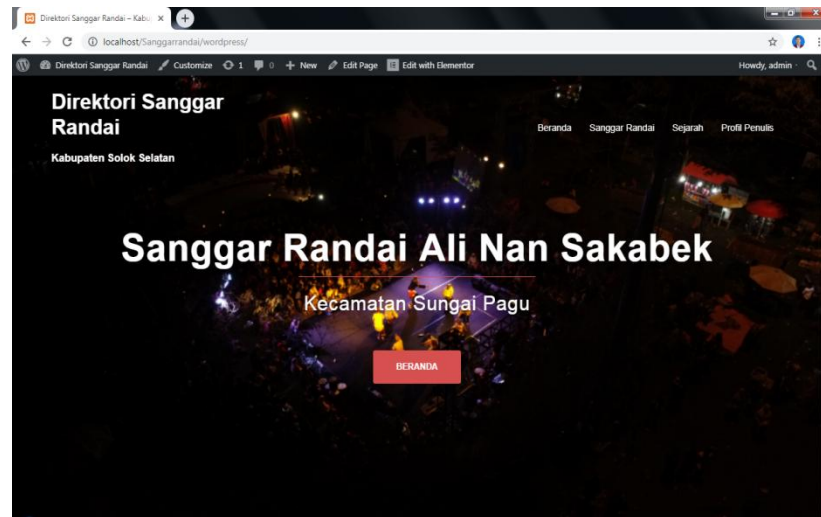 Direktori Sanggar Randai – Kabu
localhost/Sanggarrandai/wordpress/
Direktori Sanggar Randai Customize 1 0 New Edit Page Edit with Elementor Howdy, admin
Direktori Sanggar
Randai
Kabupaten Solok Selatan
Beranda Sanggar Randai Sejarah Profil Penulis
Sanggar Randai Ali Nan Sakabek
Kecamatan Sungai Pagu
BERANDA